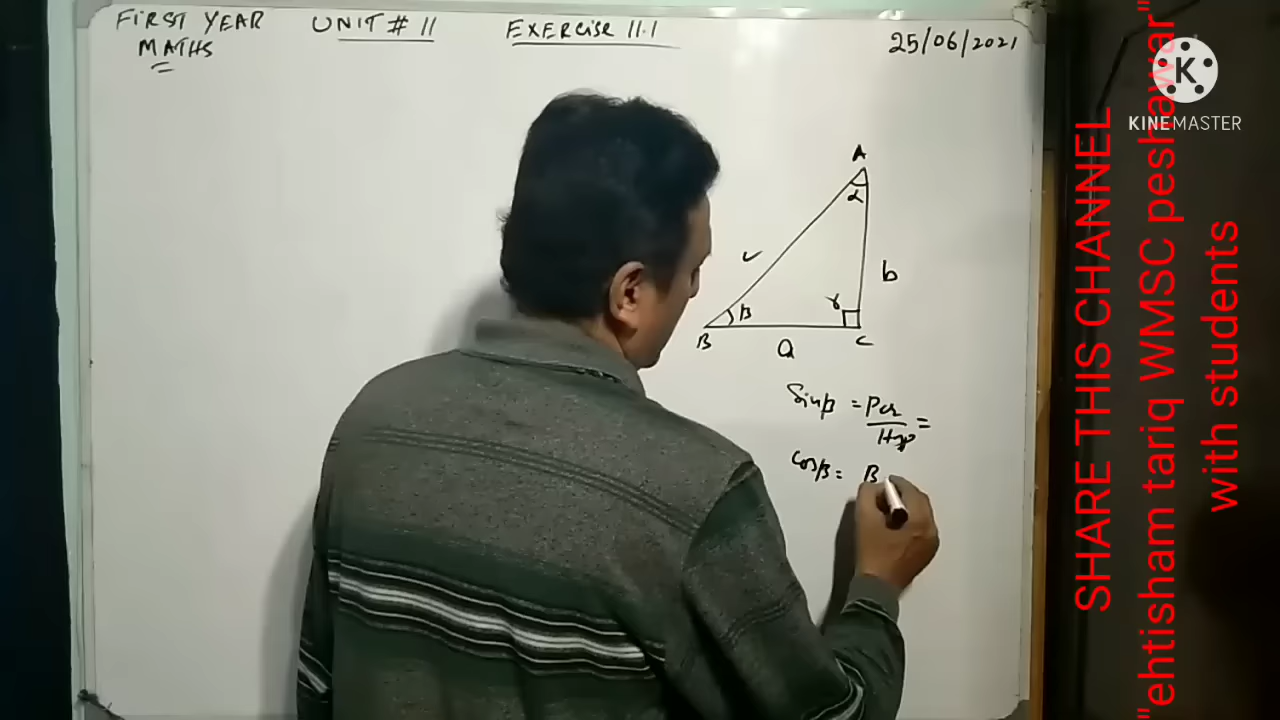 FIRST YEAR UNIT # 11 EXERCISE 11.1 25/06/2021
MATHS
KINEMASTER
A
α
c
b
γ
β
B
C
a
Sinβ = Per/Hyp =
Cosβ = B
SHARE THIS CHANNEL
"ehtisham tariq WMSC peshawar"
with students